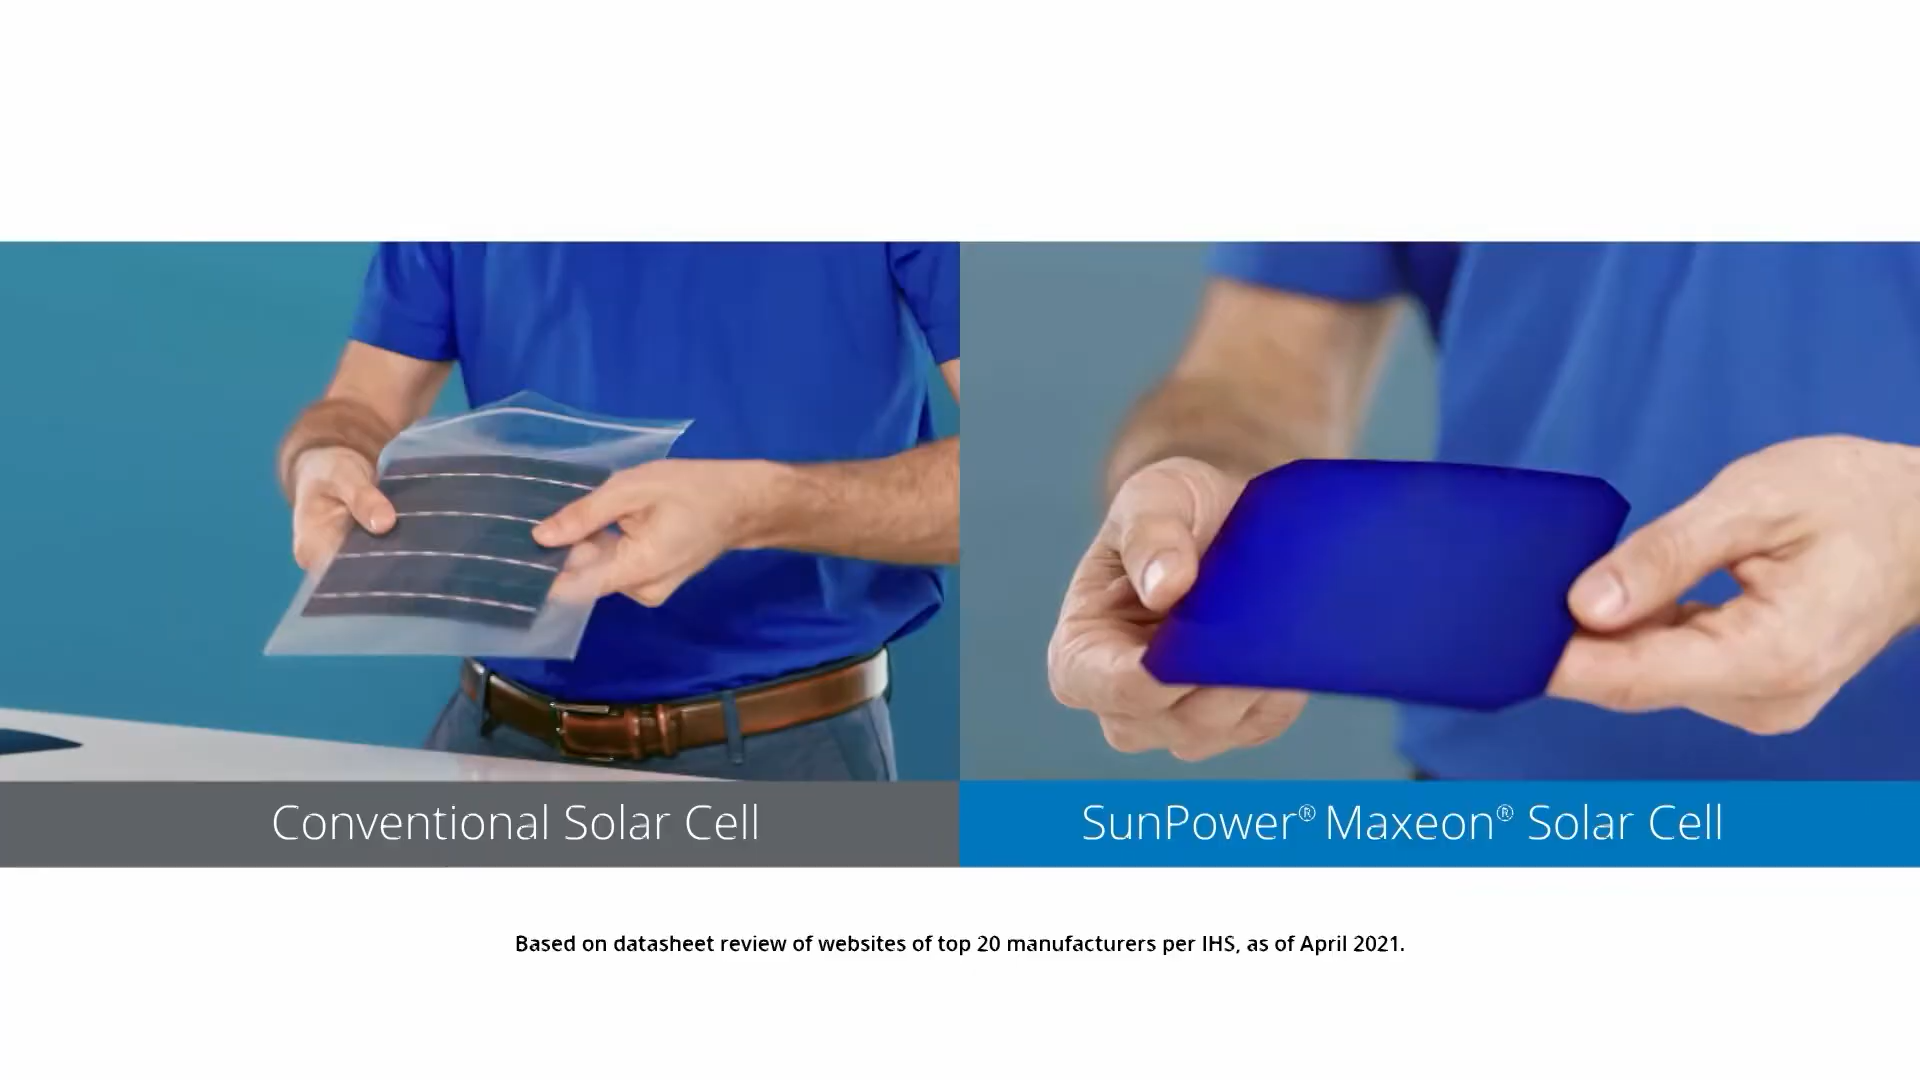 Conventional Solar Cell
SunPower® Maxeon® Solar Cell
Based on datasheet review of websites of top 20 manufacturers per IHS, as of April 2021.